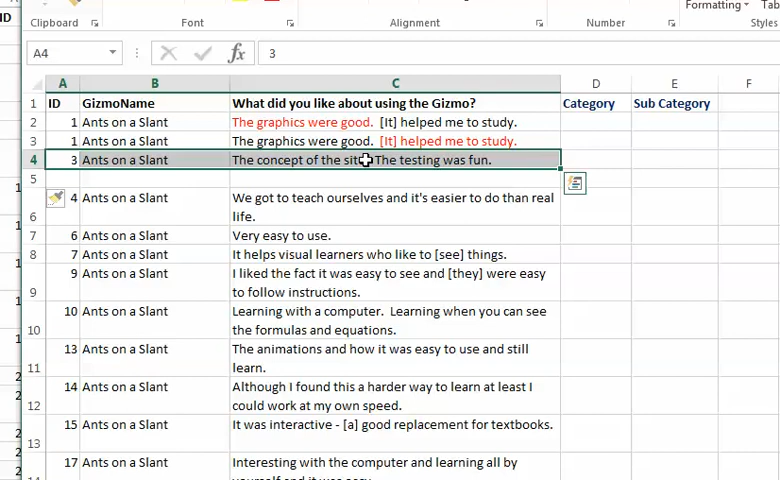 ID
Formatting
Tab
Clipboard
Font
Alignment
Number
Styles
A4
fx
3
A B C D E F
1 ID GizmoName What did you like about using the Gizmo? Category Sub Category
2 1 Ants on a Slant The graphics were good. [It] helped me to study.
3 1 Ants on a Slant The graphics were good. [It] helped me to study.
4 3 Ants on a Slant The concept of the The testing was fun.
5
4 Ants on a Slant We got to teach ourselves and it's easier to do than real
6 life.
7 6 Ants on a Slant Very easy to use.
8 7 Ants on a Slant It helps visual learners who like to [see] things.
9 Ants on a Slant I liked the fact it was easy to see and [they] were easy
9 to follow instructions.
10 Ants on a Slant Learning with a computer. Learning when you can see
10 the formulas and equations.
13 Ants on a Slant The animations and how it was easy to use and still
11 learn.
14 Ants on a Slant Although I found this a harder way to learn at least I
12 could work at my own speed.
15 Ants on a Slant It was interactive - [a] good replacement for textbooks.
13
17 Ants on a Slant Interesting with the computer and learning all by